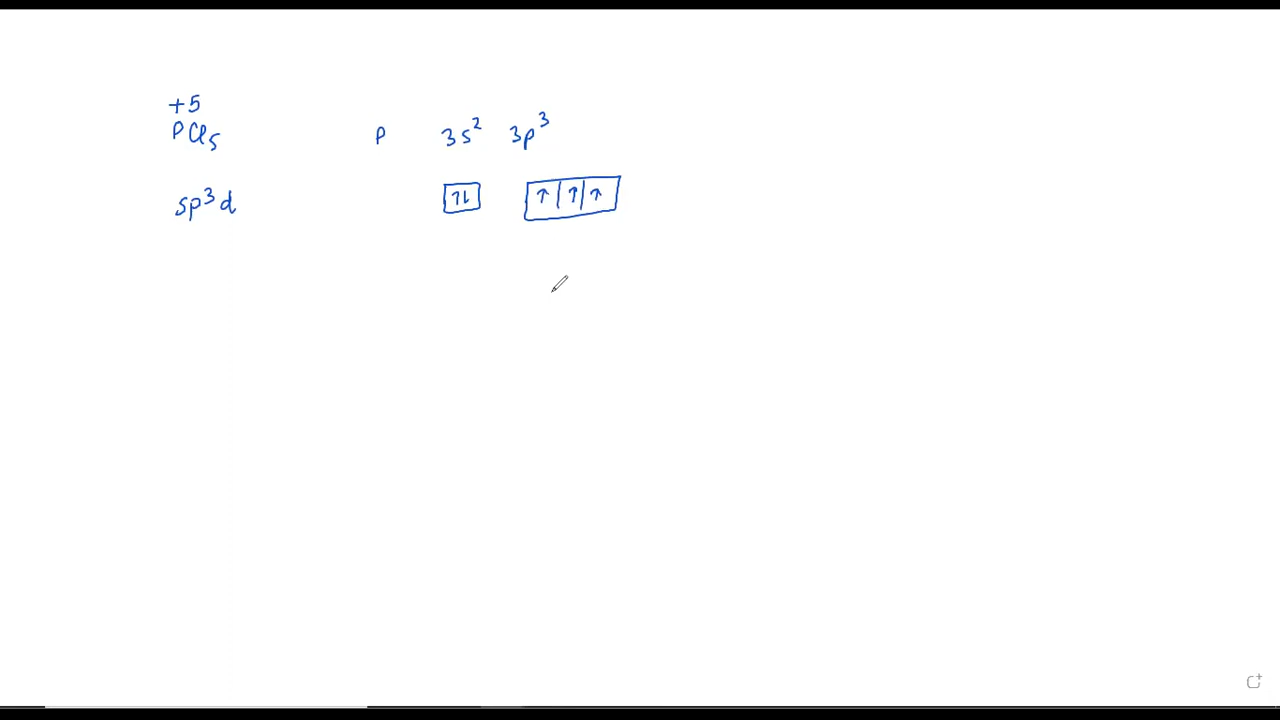 +5
PCl₅ P 3s² 3p³
sp³d ↑↓ ↑ ↑ ↑